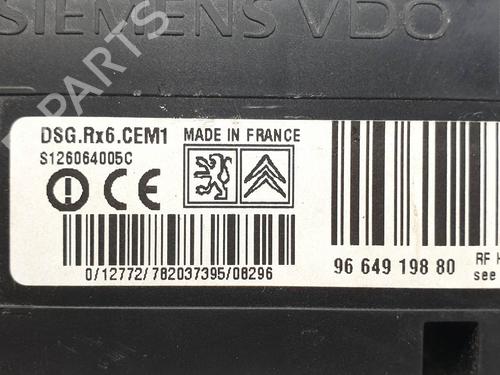 SIEMENS VDO
DSG.Rx6.CEM1 MADE IN FRANCE
S126064005C
CE
0/12772/782037395/08296
96 649 198 80
RF H
see
B-PARTS